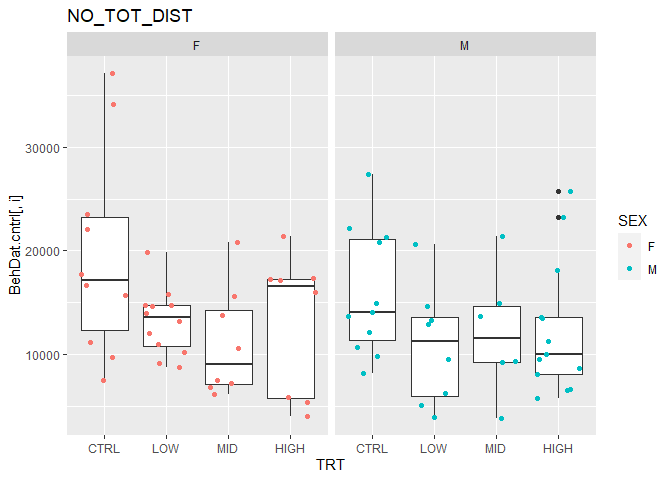 NO_TOT_DIST
F
M
BehDat.cntrl[, i]
30000
20000
10000
CTRL
LOW
MID
HIGH
CTRL
LOW
MID
HIGH
TRT
SEX
F
M